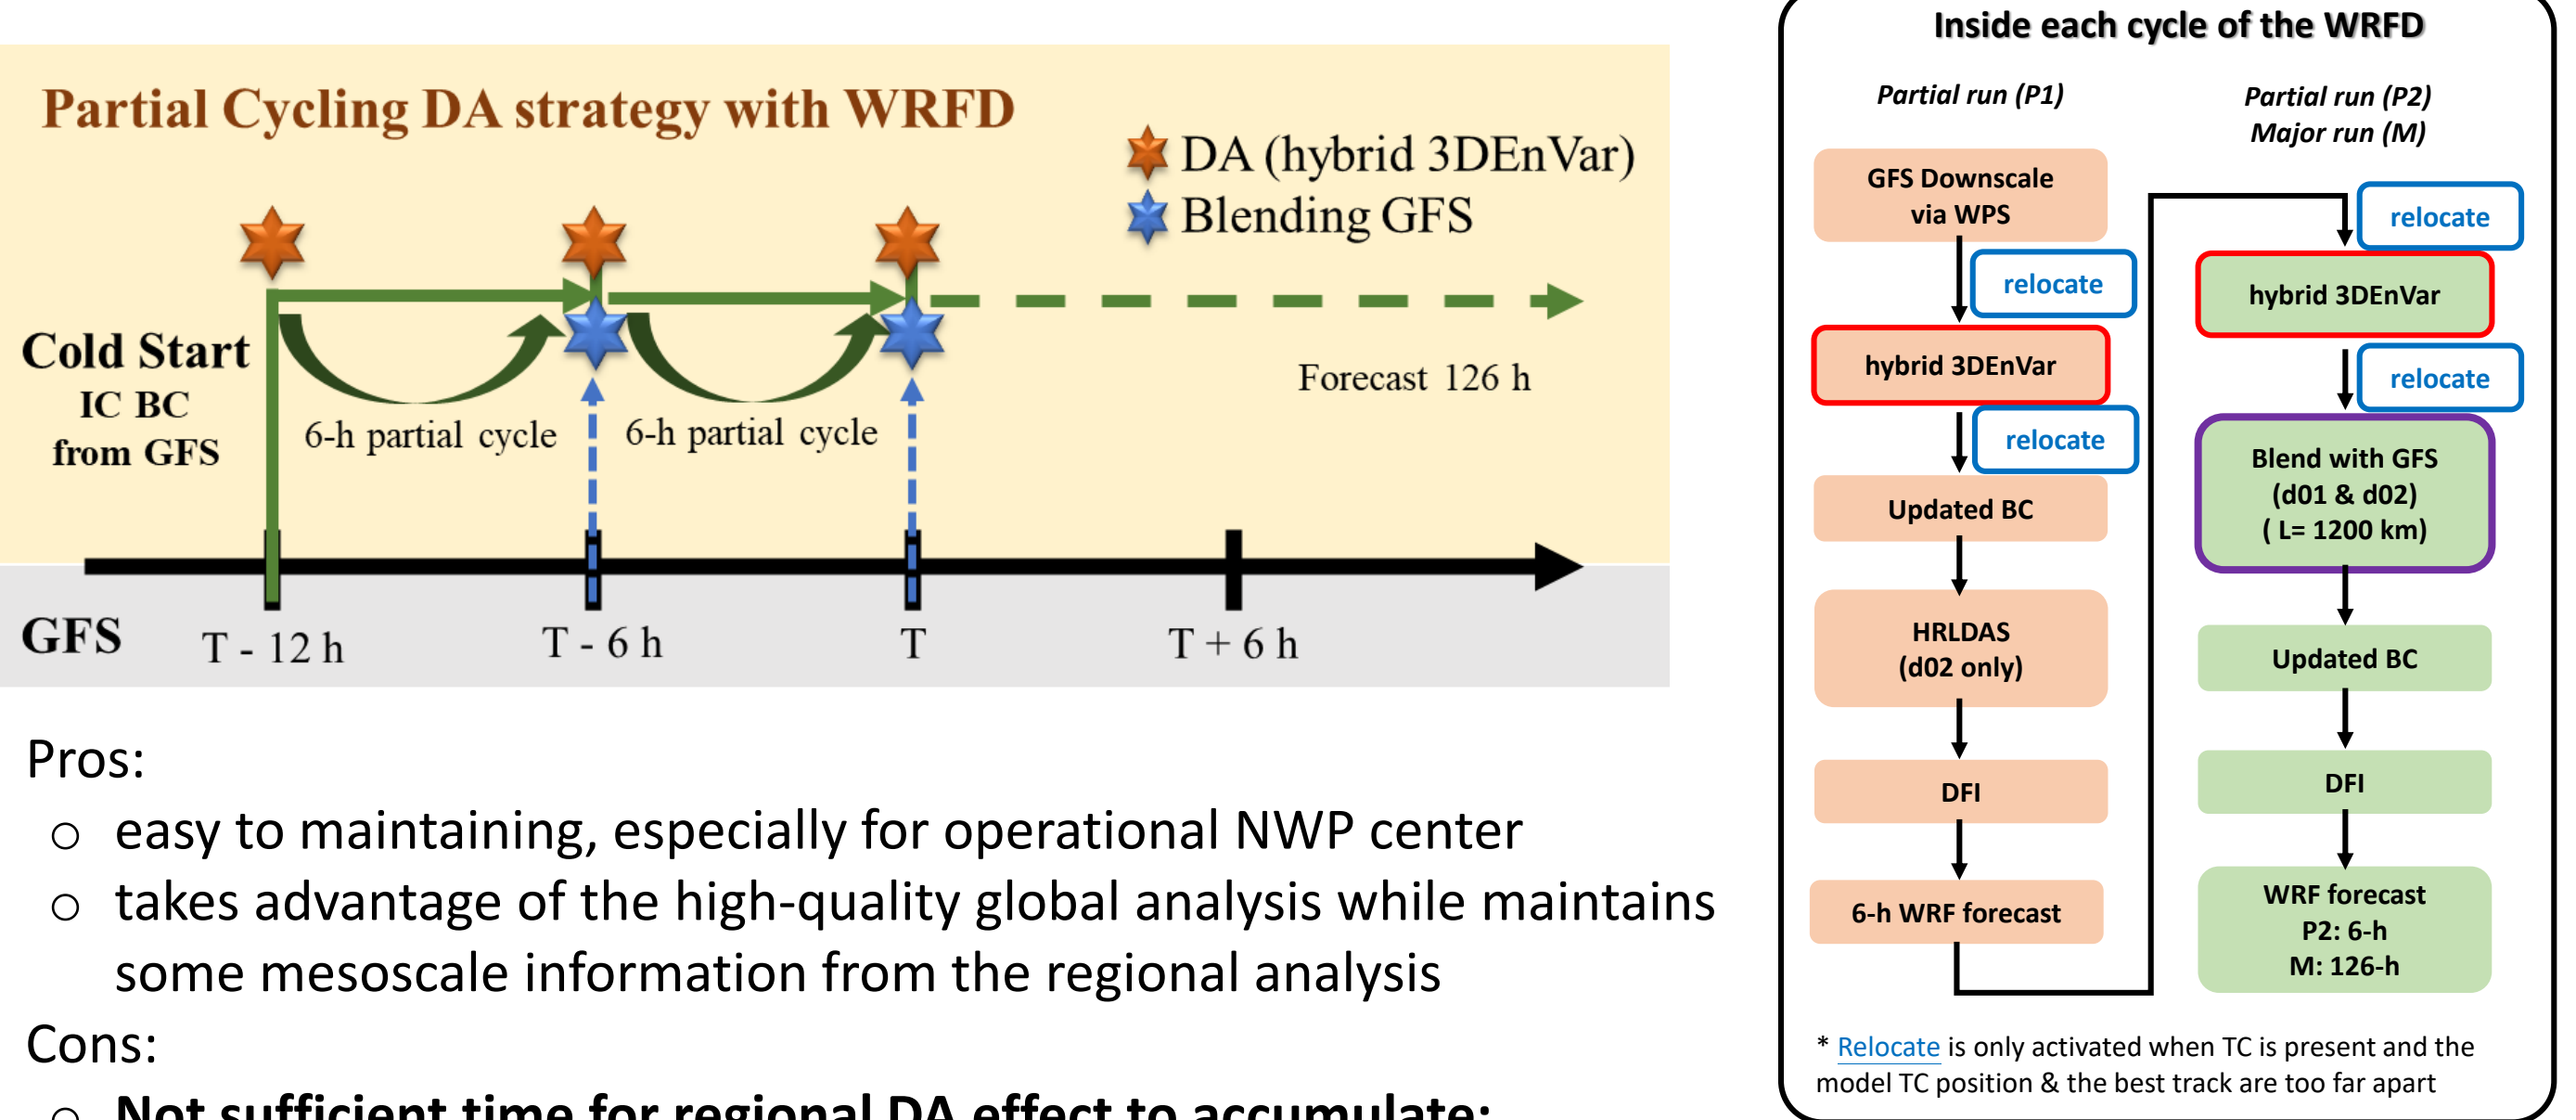 Partial Cycling DA strategy with WRFD
DA (hybrid 3DEnVar)
Blending GFS
Cold Start
IC BC
from GFS
6-h partial cycle
6-h partial cycle
Forecast 126 h
GFS
T - 12 h
T - 6 h
T
T + 6 h
Pros:
○ easy to maintaining, especially for operational NWP center
○ takes advantage of the high-quality global analysis while maintains
some mesoscale information from the regional analysis
Cons:
○ Not sufficient time for regional DA effect to accumulate;
Inside each cycle of the WRFD
Partial run (P1)
GFS Downscale
via WPS
relocate
hybrid 3DEnVar
relocate
Updated BC
HRLDAS
(d02 only)
DFI
6-h WRF forecast
Partial run (P2)
Major run (M)
relocate
hybrid 3DEnVar
relocate
Blend with GFS
(d01 & d02)
( L= 1200 km)
Updated BC
DFI
WRF forecast
P2: 6-h
M: 126-h
* Relocate is only activated when TC is present and the
model TC position & the best track are too far apart